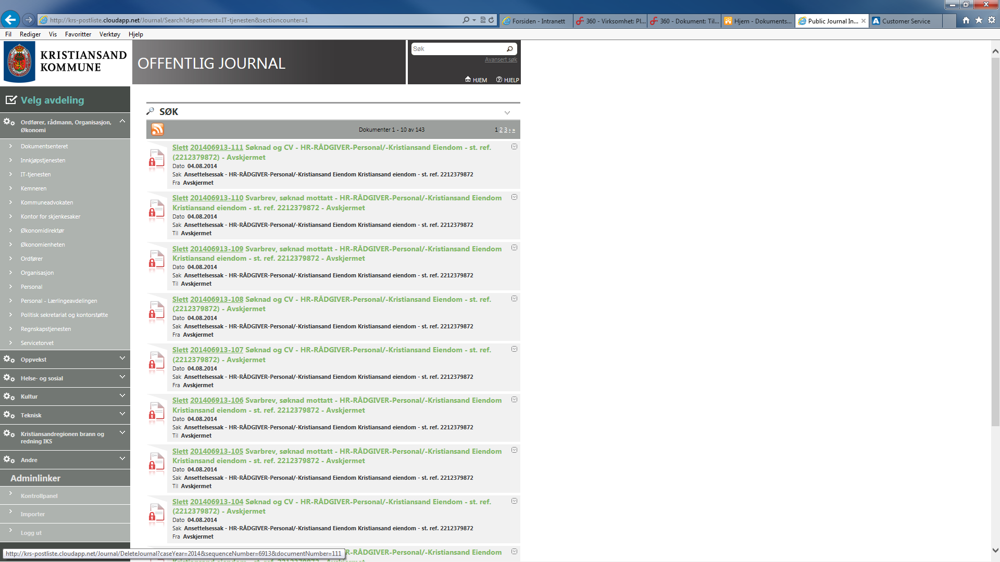 http://krs-postliste.cloudapp.net/Journal/Search?department=IT-tjenesten&sectioncounter=1
Forsiden - Intranett
360 - Virksomhet: Pl...
360 - Dokument: Til...
Hjem - Dokuments...
Public Journal In...
Customer Service
Fil Rediger Vis Favoritter Verktøy Hjelp
KRISTIANSAND
KOMMUNE
OFFENTLIG JOURNAL
Søk
Avansert søk
HJEM HJELP
Velg avdeling
Ordfører, rådmann, Organisasjon,
Økonomi
Dokumentsenteret
Innkjøpstjenesten
IT-tjenesten
Kemneren
Kommuneadvokaten
Kontor for skjenkesaker
Økonomidirektør
Økonomienheten
Ordfører
Organisasjon
Personal
Personal - Lærlingeavdelingen
Politisk sekretariat og kontorstøtte
Regnskapstjenesten
Servicetorvet
Oppvekst
Helse- og sosial
Kultur
Teknisk
Kristiansandregionen brann og
redning IKS
Andre
Adminlinker
Kontrollpanel
Importer
Logg ut
SØK
Dokumenter 1 - 10 av 143
1 2 3 › »
Slett 201406913-111 Søknad og CV - HR-RÅDGIVER-Personal/-Kristiansand Eiendom - st. ref.
(2212379872) - Avskjermet
Dato 04.08.2014
Sak Ansettelsessak - HR-RÅDGIVER-Personal/-Kristiansand Eiendom Kristiansand eiendom - st. ref. 2212379872
Fra Avskjermet
Slett 201406913-110 Svarbrev, søknad mottatt - HR-RÅDGIVER-Personal/-Kristiansand Eiendom
Kristiansand eiendom - st. ref. 2212379872 - Avskjermet
Dato 04.08.2014
Sak Ansettelsessak - HR-RÅDGIVER-Personal/-Kristiansand Eiendom Kristiansand eiendom - st. ref. 2212379872
Til Avskjermet
Slett 201406913-109 Svarbrev, søknad mottatt - HR-RÅDGIVER-Personal/-Kristiansand Eiendom
Kristiansand eiendom - st. ref. 2212379872 - Avskjermet
Dato 04.08.2014
Sak Ansettelsessak - HR-RÅDGIVER-Personal/-Kristiansand Eiendom Kristiansand eiendom - st. ref. 2212379872
Til Avskjermet
Slett 201406913-108 Søknad og CV - HR-RÅDGIVER-Personal/-Kristiansand Eiendom - st. ref.
(2212379872) - Avskjermet
Dato 04.08.2014
Sak Ansettelsessak - HR-RÅDGIVER-Personal/-Kristiansand Eiendom Kristiansand eiendom - st. ref. 2212379872
Fra Avskjermet
Slett 201406913-107 Søknad og CV - HR-RÅDGIVER-Personal/-Kristiansand Eiendom - st. ref.
(2212379872) - Avskjermet
Dato 04.08.2014
Sak Ansettelsessak - HR-RÅDGIVER-Personal/-Kristiansand Eiendom Kristiansand eiendom - st. ref. 2212379872
Fra Avskjermet
Slett 201406913-106 Svarbrev, søknad mottatt - HR-RÅDGIVER-Personal/-Kristiansand Eiendom
Kristiansand eiendom - st. ref. 2212379872 - Avskjermet
Dato 04.08.2014
Sak Ansettelsessak - HR-RÅDGIVER-Personal/-Kristiansand Eiendom Kristiansand eiendom - st. ref. 2212379872
Til Avskjermet
Slett 201406913-105 Svarbrev, søknad mottatt - HR-RÅDGIVER-Personal/-Kristiansand Eiendom
Kristiansand eiendom - st. ref. 2212379872 - Avskjermet
Dato 04.08.2014
Sak Ansettelsessak - HR-RÅDGIVER-Personal/-Kristiansand Eiendom Kristiansand eiendom - st. ref. 2212379872
Til Avskjermet
Slett 201406913-104 Søknad og CV - HR-RÅDGIVER-Personal/-Kristiansand Eiendom - st. ref.
(2212379872) - Avskjermet
Dato 04.08.2014
Sak Ansettelsessak - HR-RÅDGIVER-Personal/-Kristiansand Eiendom Kristiansand eiendom - st. ref. 2212379872
Fra Avskjermet
-RÅDGIVER-Personal/-Kristiansand Eiendom
http://krs-postliste.cloudapp.net/Journal/DeleteJournal?caseYear=2014&sequenceNumber=6913&documentNumber=111